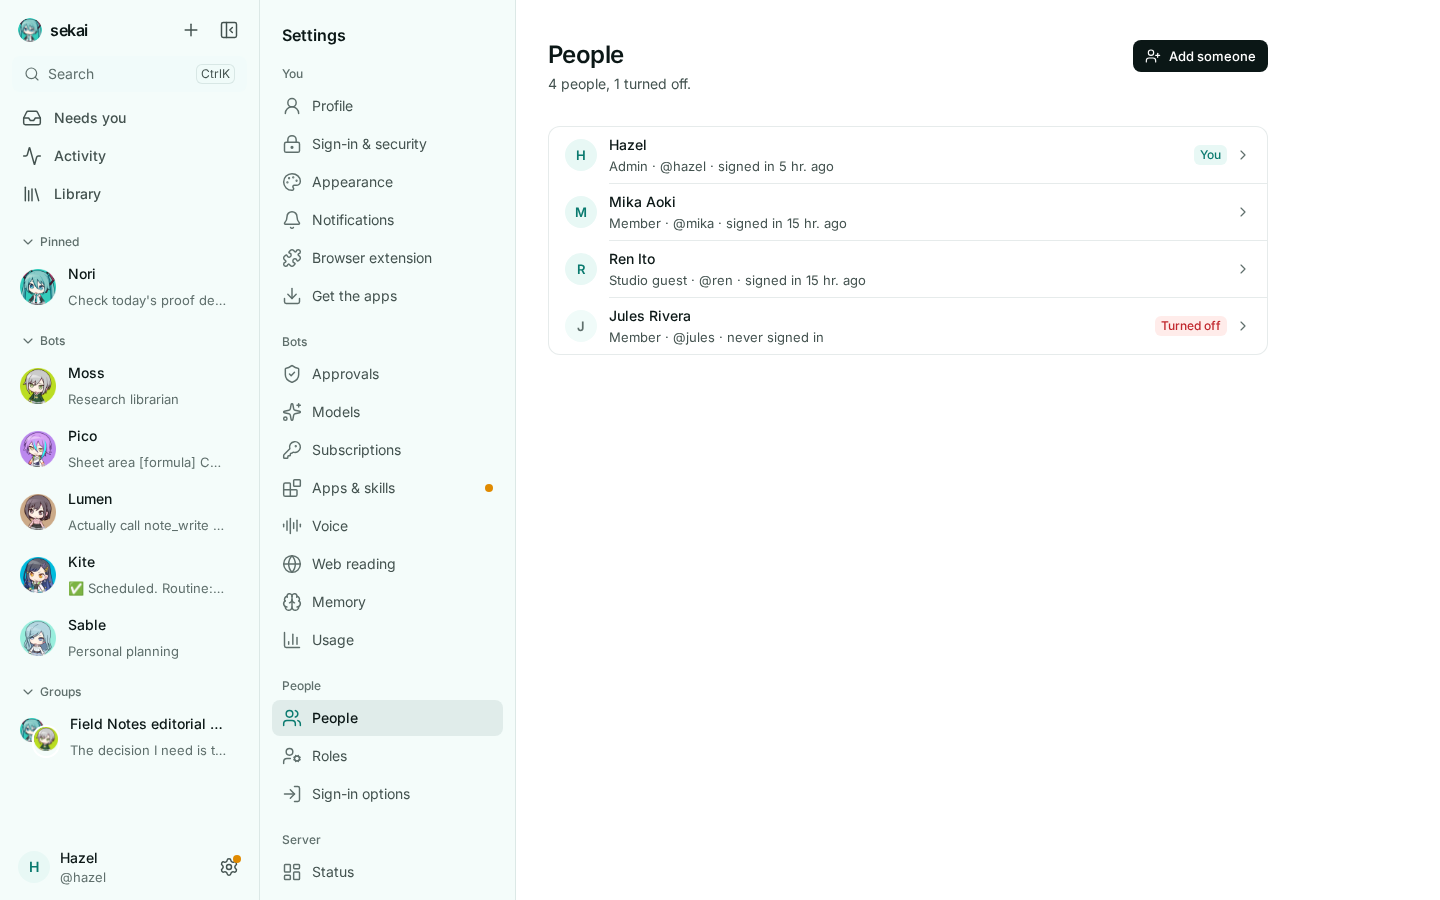 sekai
Search
CtrlK
Needs you
Activity
Library
Pinned
Nori
Check today's proof de...
Bots
Moss
Research librarian
Pico
Sheet area [formula] C...
Lumen
Actually call note_write ...
Kite
✅ Scheduled. Routine:...
Sable
Personal planning
Groups
Field Notes editorial ...
The decision I need is t...
H
Hazel
@hazel
Settings
You
Profile
Sign-in & security
Appearance
Notifications
Browser extension
Get the apps
Bots
Approvals
Models
Subscriptions
Apps & skills
Voice
Web reading
Memory
Usage
People
People
Roles
Sign-in options
Server
Status
People
4 people, 1 turned off.
Add someone
H
Hazel
Admin · @hazel · signed in 5 hr. ago
You
M
Mika Aoki
Member · @mika · signed in 15 hr. ago
R
Ren Ito
Studio guest · @ren · signed in 15 hr. ago
J
Jules Rivera
Member · @jules · never signed in
Turned off